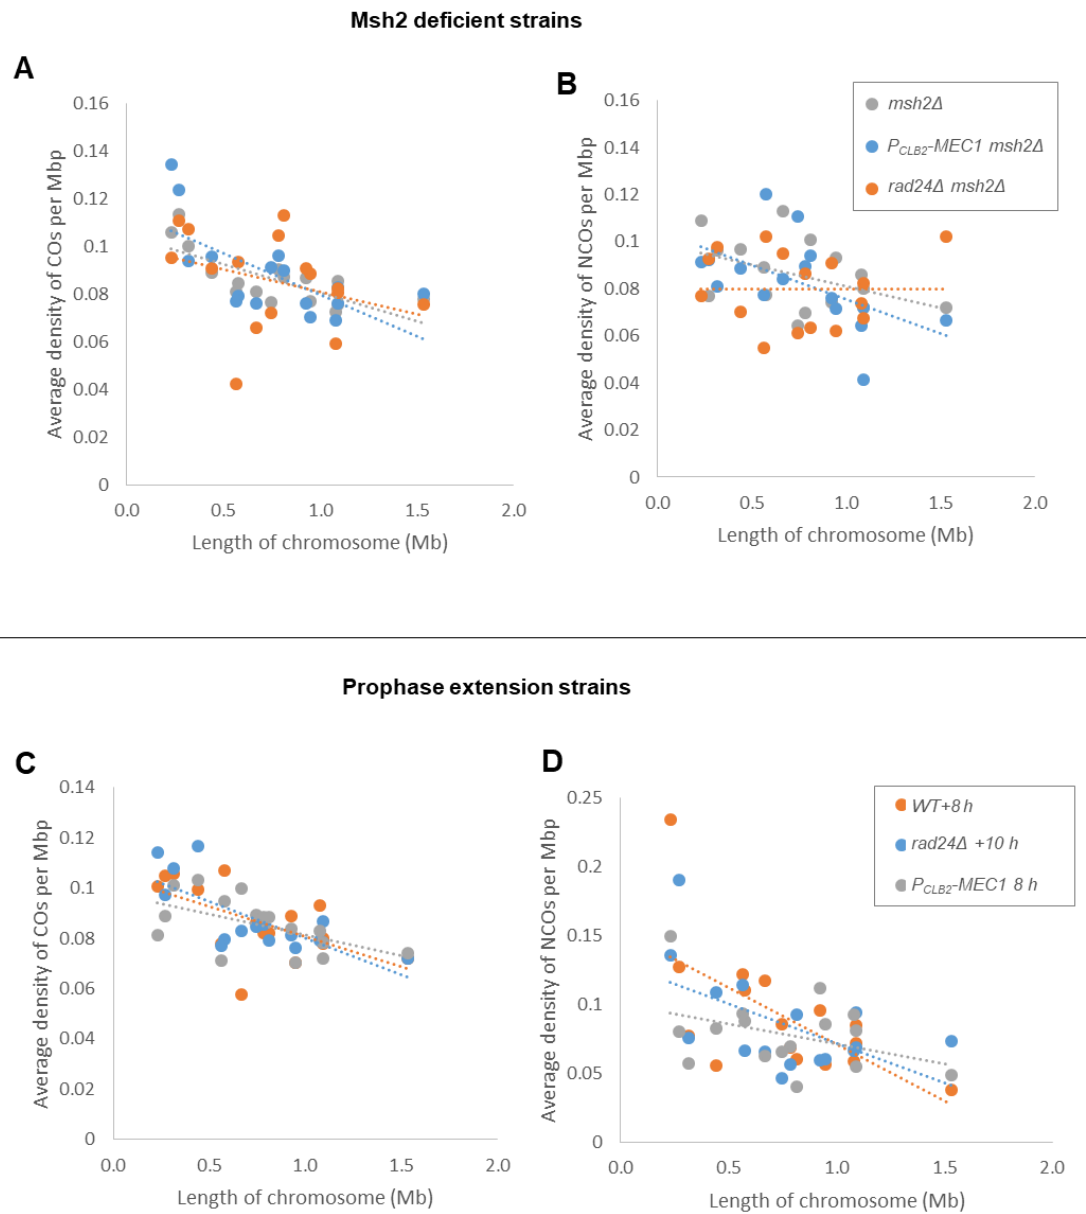 Msh2 deficient strains
A
Average density of COs per Mbp
0.16
0.14
0.12
0.1
0.08
0.06
0.04
0.02
0
0.0 0.5 1.0 1.5 2.0
Length of chromosome (Mb)
B
Average density of NCOs per Mbp
0.16
0.14
0.12
0.1
0.08
0.06
0.04
0.02
0
0.0 0.5 1.0 1.5 2.0
Length of chromosome (Mb)
msh2Δ
PCLB2-MEC1 msh2Δ
rad24Δ msh2Δ
Prophase extension strains
C
Average density of COs per Mbp
0.14
0.12
0.1
0.08
0.06
0.04
0.02
0
0.0 0.5 1.0 1.5 2.0
Length of chromosome (Mb)
D
Average density of NCOs per Mbp
0.25
0.2
0.15
0.1
0.05
0
0.0 0.5 1.0 1.5 2.0
Length of chromosome (Mb)
WT+8 h
rad24Δ +10 h
PCLB2-MEC1 8 h